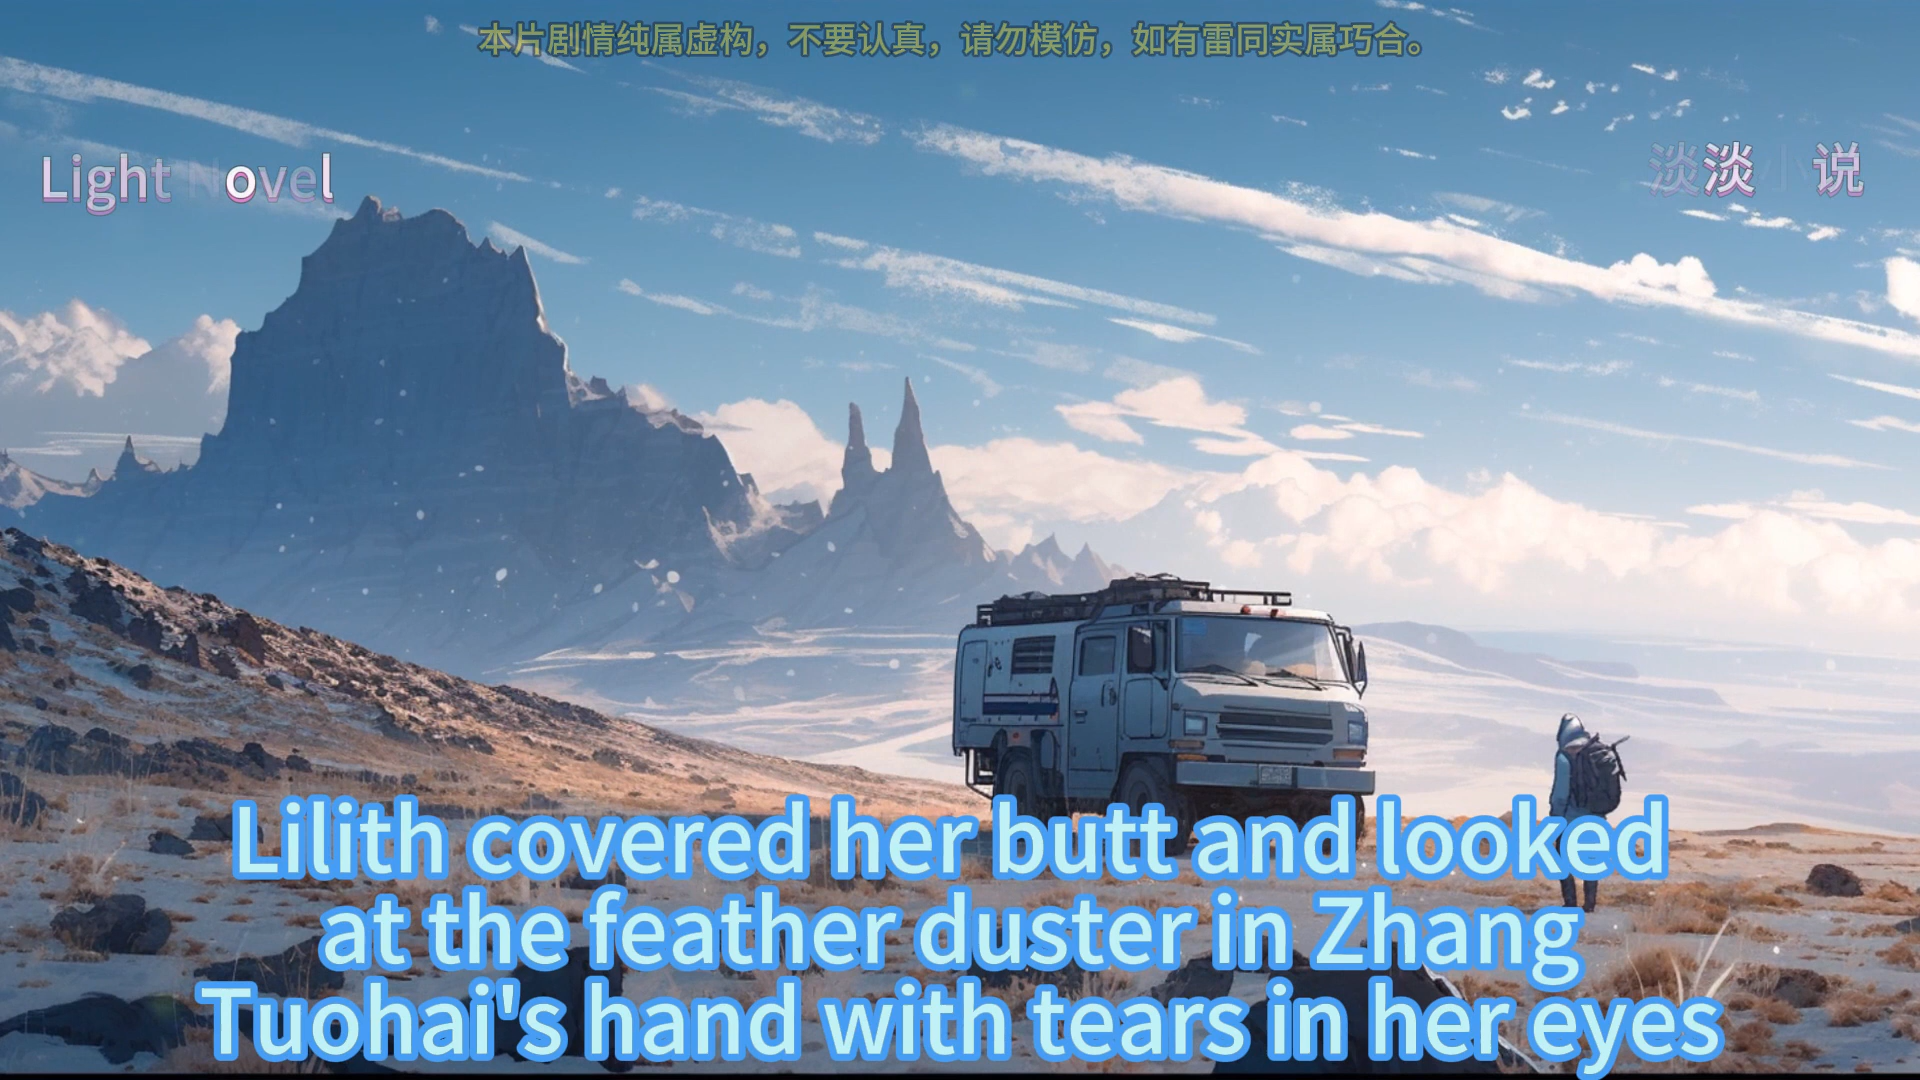 本片剧情纯属虚构，不要认真，请勿模仿，如有雷同实属巧合。
Light Novel
淡淡小说
Lilith covered her butt and looked
at the feather duster in Zhang
Tuohai's hand with tears in her eyes